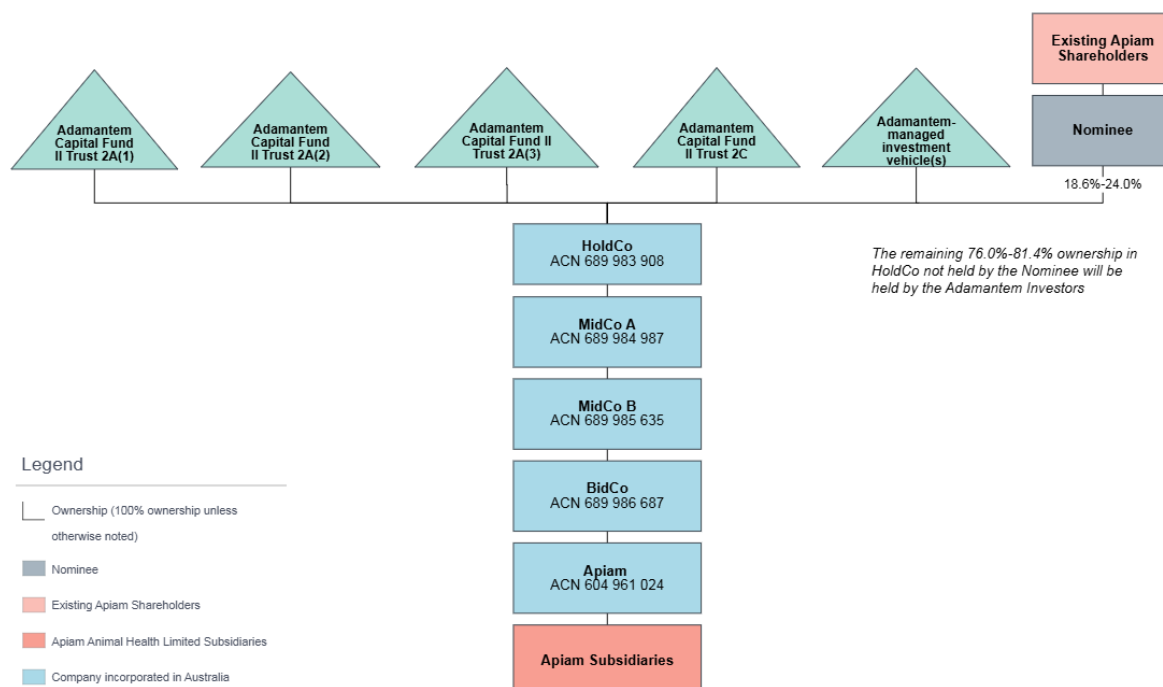 Existing Apiam
Shareholders
Adamantem
Capital Fund
II Trust 2A(1)
Adamantem
Capital Fund
II Trust 2A(2)
Adamantem
Capital Fund II
Trust 2A(3)
Adamantem
Capital Fund
II Trust 2C
Adamantem-
managed
investment
vehicle(s)
Nominee
18.6%-24.0%
HoldCo
ACN 689 983 908
The remaining 76.0%-81.4% ownership in
HoldCo not held by the Nominee will be
held by the Adamantem Investors
MidCo A
ACN 689 984 987
MidCo B
ACN 689 985 635
BidCo
ACN 689 986 687
Apiam
ACN 604 961 024
Apiam Subsidiaries
Legend
Ownership (100% ownership unless
otherwise noted)
Nominee
Existing Apiam Shareholders
Apiam Animal Health Limited Subsidiaries
Company incorporated in Australia